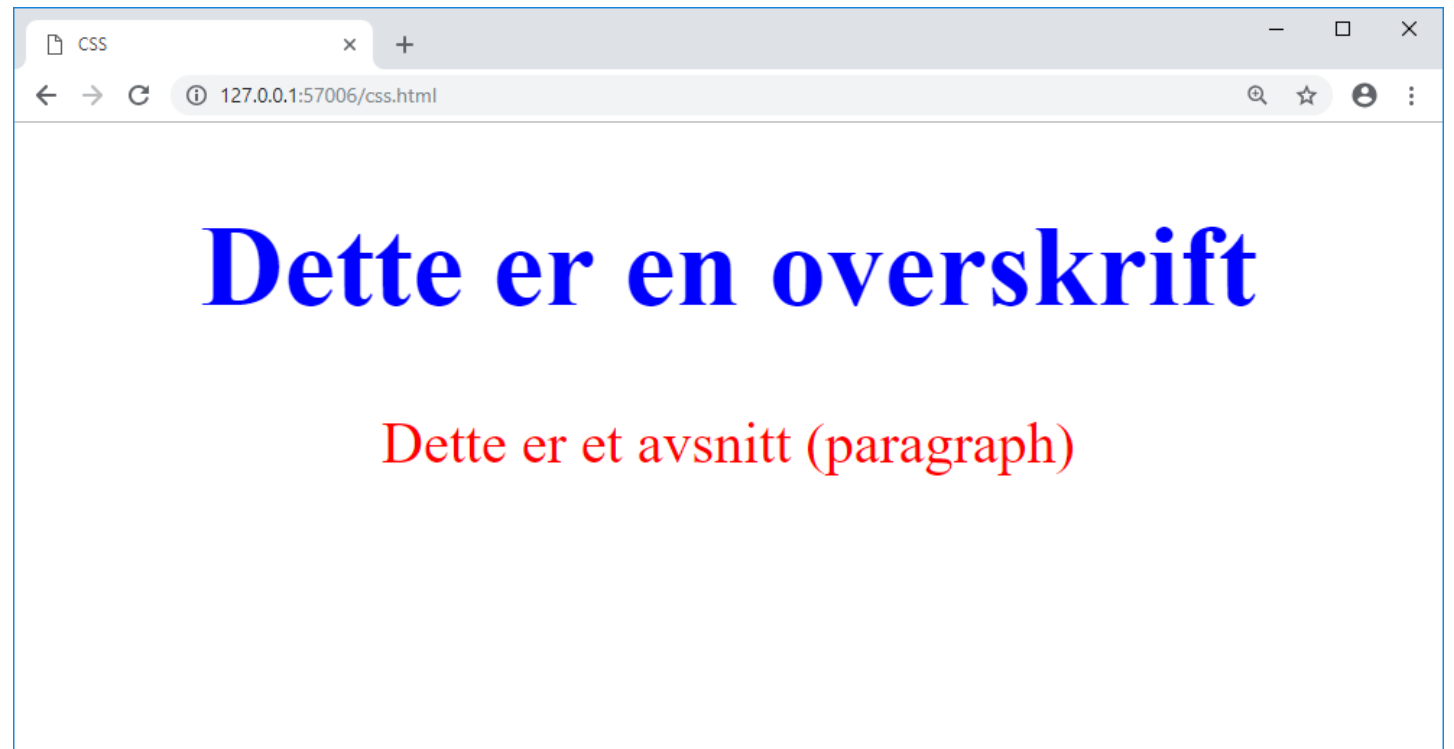 CSS
127.0.0.1:57006/css.html
Dette er en overskrift
Dette er et avsnitt (paragraph)